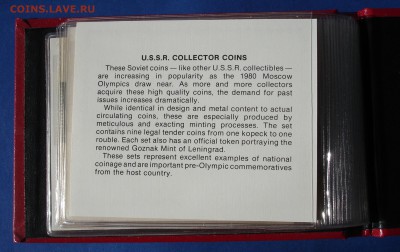 COINS.LAVE.RU
U.S.S.R. COLLECTOR COINS
These Soviet coins — like other U.S.S.R. collectibles —
are increasing in popularity as the 1980 Moscow
Olympics draw near. As more and more collectors
acquire these high quality coins, the demand for past
issues increases dramatically.
While identical in design and metal content to actual
circulating coins, these are especially produced by
meticulous and exacting minting processes. The set
contains nine legal tender coins from one kopeck to one
rouble. Each set also has an official token portraying the
renowned Goznak Mint of Leningrad.
These sets represent excellent examples of national
coinage and are important pre-Olympic commemoratives
from the host country.